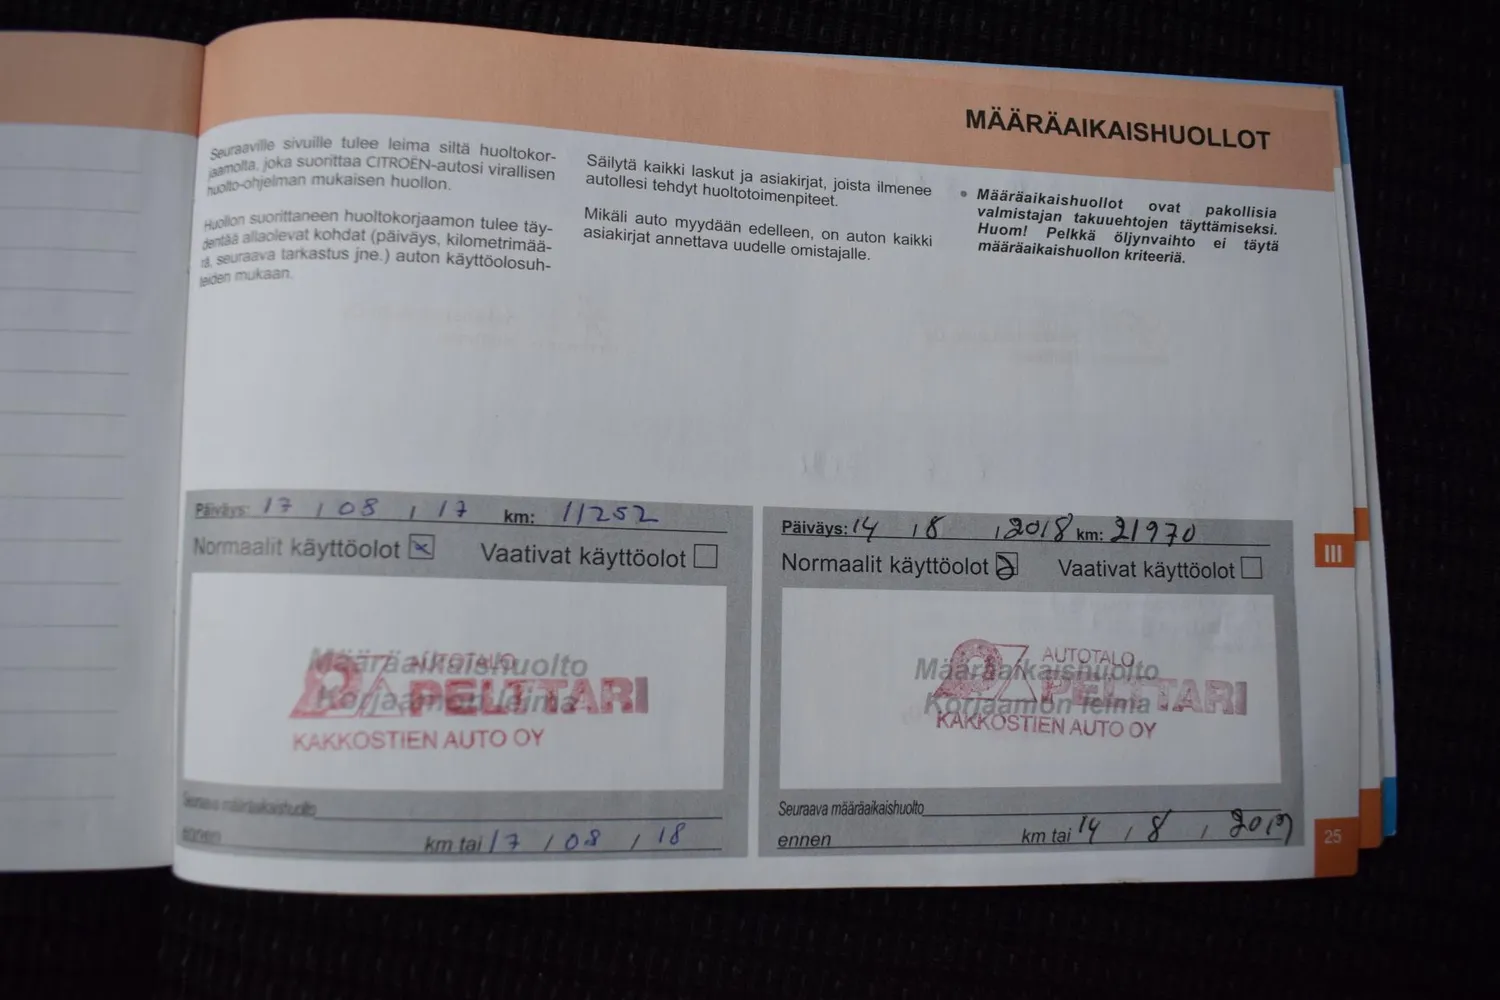 MÄÄRÄAIKAISHUOLLOT
Seuraaville sivuille tulee leima siltä huoltokor-
jaamolta, joka suorittaa CITROËN-autosi virallisen
huolto-ohjelman mukaisen huollon.
Huollon suorittaneen huoltokorjaamon tulee täy-
dentää allaolevat kohdat (päiväys, kilometrimää-
rä, seuraava tarkastus jne.) auton käyttöolosuh-
teiden mukaan.
Säilytä kaikki laskut ja asiakirjat, joista ilmenee
autollesi tehdyt huoltotoimenpiteet.
Mikäli auto myydään edelleen, on auton kaikki
asiakirjat annettava uudelle omistajalle.
• Määräaikaishuollot ovat pakollisia
valmistajan takuuehtojen täyttämiseksi.
Huom! Pelkkä öljynvaihto ei täytä
määräaikaishuollon kriteeriä.
Päiväys: 17 / 08 / 17 km: 11252
Normaalit käyttöolot x Vaativat käyttöolot
Määräaikaishuolto
Korjaamon leima
AUTOTALO
PELTTARI
KAKKOSTIEN AUTO OY
Seuraava määräaikaishuolto
ennen km tai 17 / 08 / 18
Päiväys: 14 / 8 / 2018 km: 21970
Normaalit käyttöolot Vaativat käyttöolot
Määräaikaishuolto
Korjaamon leima
AUTOTALO
PELTTARI
KAKKOSTIEN AUTO OY
Seuraava määräaikaishuolto
ennen km tai 14 / 8 / 2019
III
25